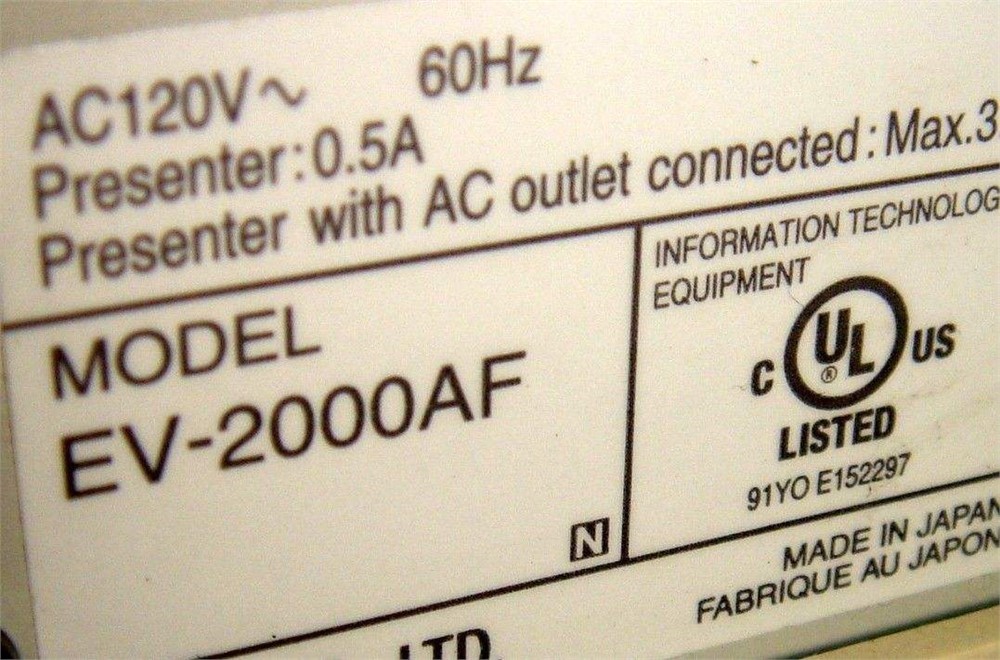 AC120V～ 60Hz
Presenter:0.5A
Presenter with AC outlet connected:Max.3
MODEL
EV-2000AF
N
INFORMATION TECHNOLOG
EQUIPMENT
C UL® US
LISTED
91YO E152297
MADE IN JAPAN
FABRIQUE AU JAPON
LTD.